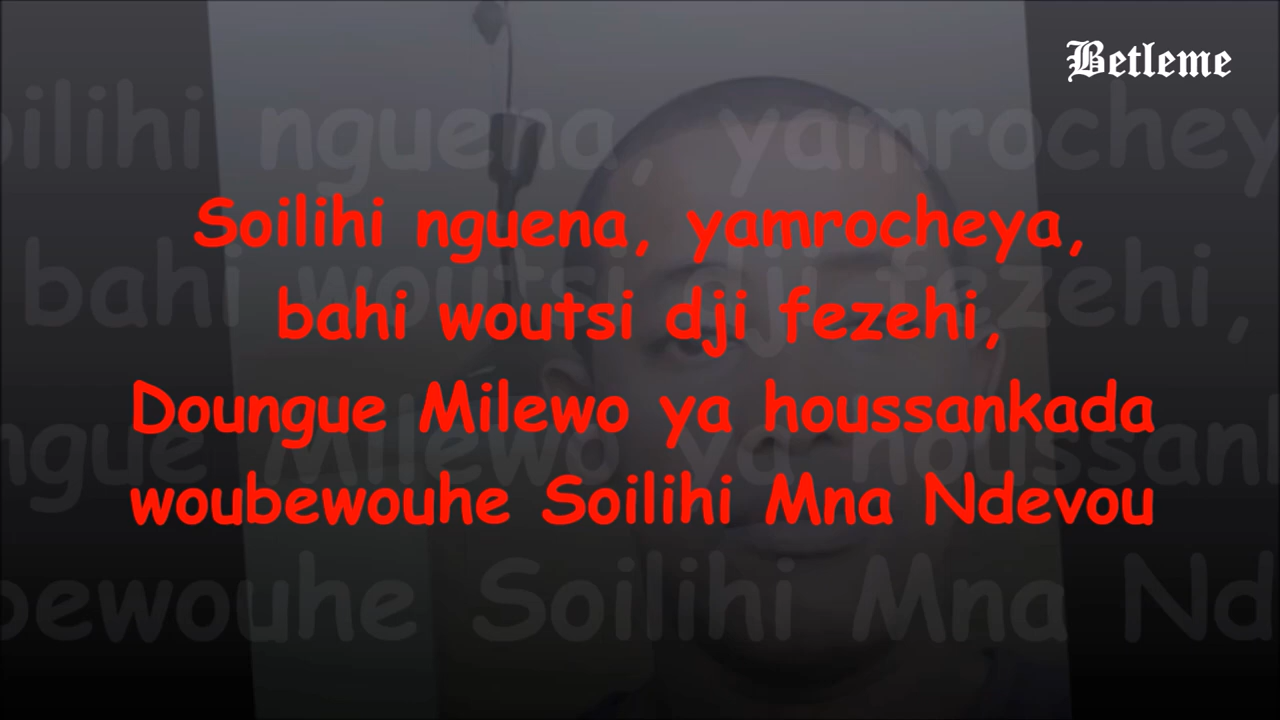 Betleme
Soilihi nguena, yamrocheya,
bahi woutsi dji fezehi,
Doungue Milewo ya houssankada
woubewouhe Soilihi Mna Ndevou